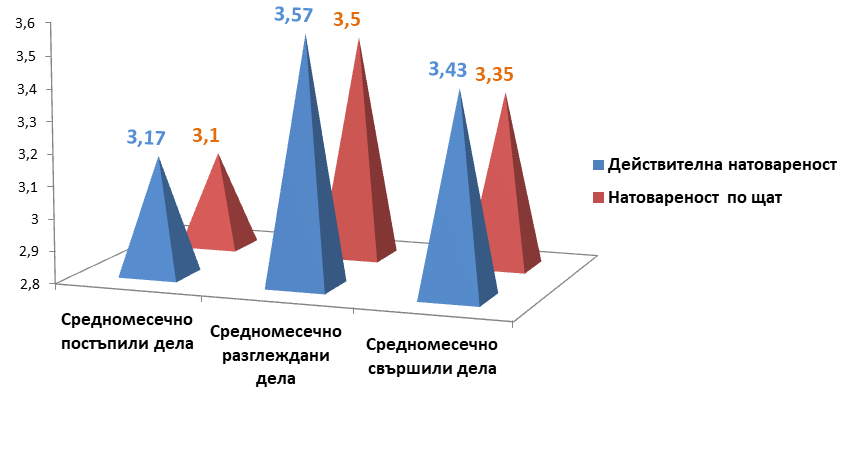 3,6
3,5
3,4
3,3
3,2
3,1
3
2,9
2,8
3,17
3,1
3,57
3,5
3,43
3,35
Средномесечно
постъпили дела
Средномесечно
разглеждани
дела
Средномесечно
свършили дела
Действителна натовареност
Натовареност по щат